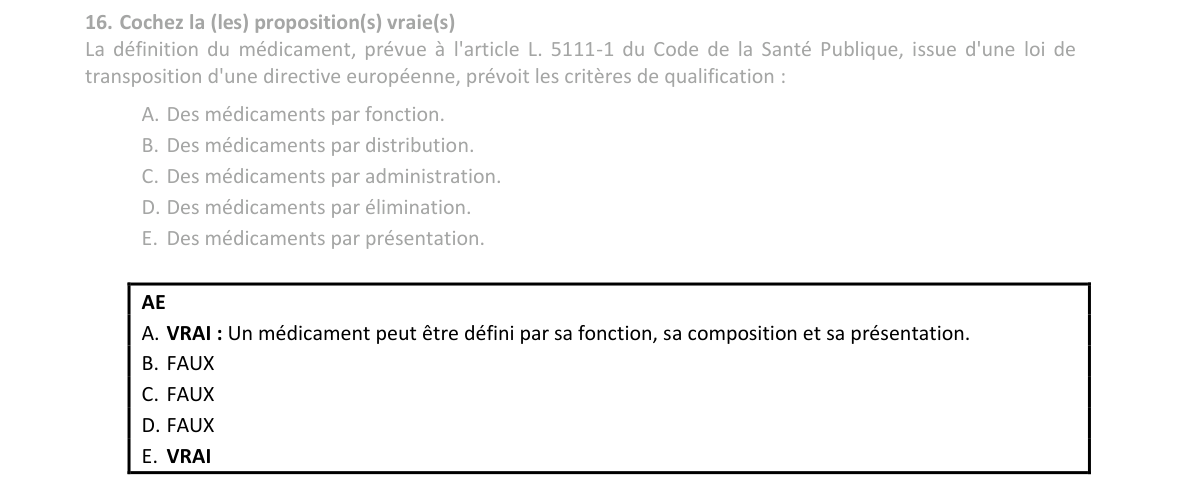 16. Cochez la (les) proposition(s) vraie(s)
La définition du médicament, prévue à l'article L. 5111-1 du Code de la Santé Publique, issue d'une loi de
transposition d'une directive européenne, prévoit les critères de qualification :
A. Des médicaments par fonction.
B. Des médicaments par distribution.
C. Des médicaments par administration.
D. Des médicaments par élimination.
E. Des médicaments par présentation.
AE
A. VRAI : Un médicament peut être défini par sa fonction, sa composition et sa présentation.
B. FAUX
C. FAUX
D. FAUX
E. VRAI